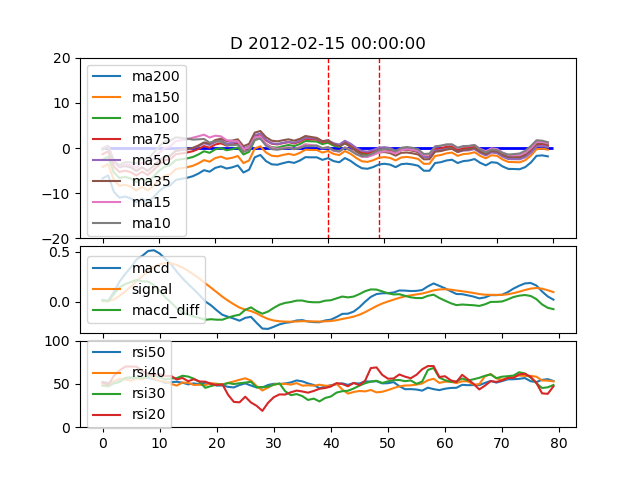 D 2012-02-15 00:00:00
20
10
0
−10
−20
ma200
ma150
ma100
ma75
ma50
ma35
ma15
ma10
0.5
0.0
macd
signal
macd_diff
100
50
0
rsi50
rsi40
rsi30
rsi20
0 10 20 30 40 50 60 70 80